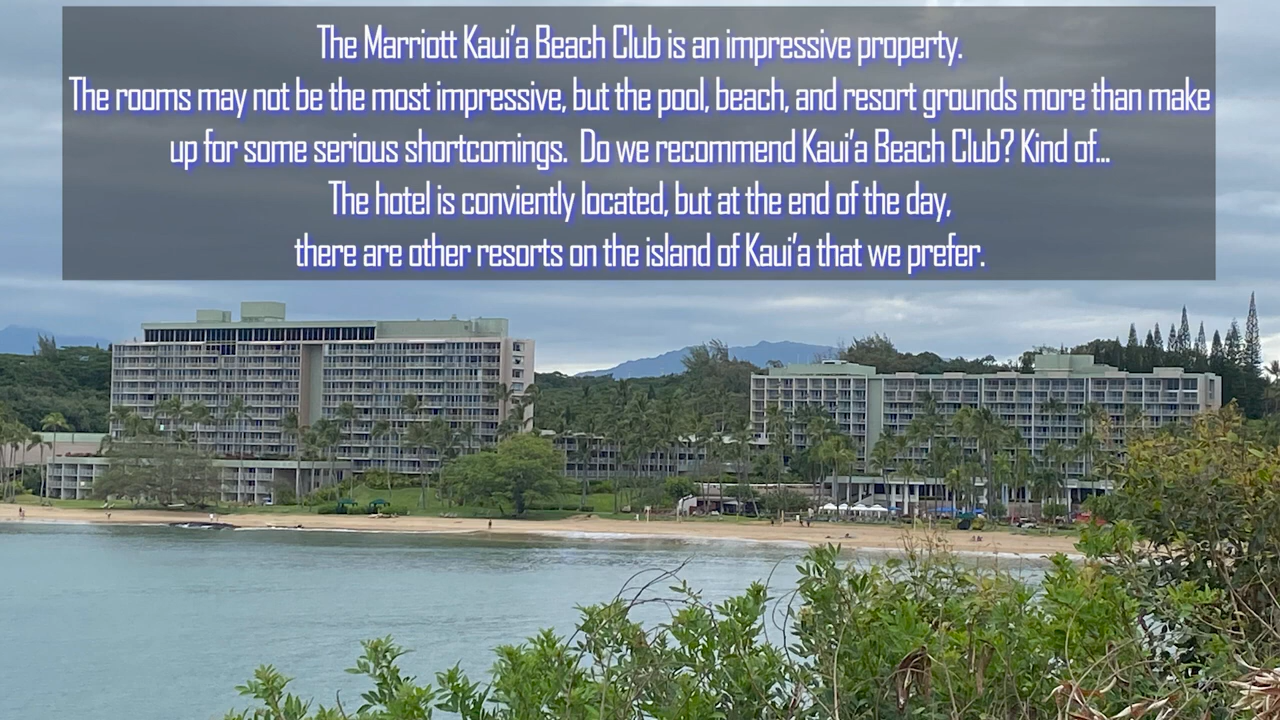 The Marriott Kaui'a Beach Club is an impressive property.
The rooms may not be the most impressive, but the pool, beach, and resort grounds more than make
up for some serious shortcomings.  Do we recommend Kaui'a Beach Club? Kind of...
The hotel is conviently located, but at the end of the day,
there are other resorts on the island of Kaui'a that we prefer.